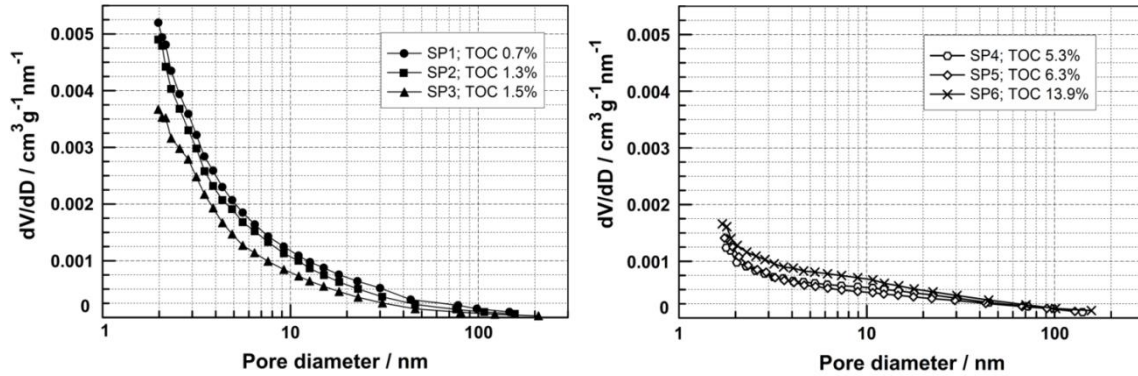 dV/dD / cm³g⁻¹nm⁻¹
0.005
0.004
0.003
0.002
0.001
0
SP1; TOC 0.7%
SP2; TOC 1.3%
SP3; TOC 1.5%
1
10
100
Pore diameter / nm
dV/dD / cm³g⁻¹nm⁻¹
0.005
0.004
0.003
0.002
0.001
0
SP4; TOC 5.3%
SP5; TOC 6.3%
SP6; TOC 13.9%
1
10
100
Pore diameter / nm